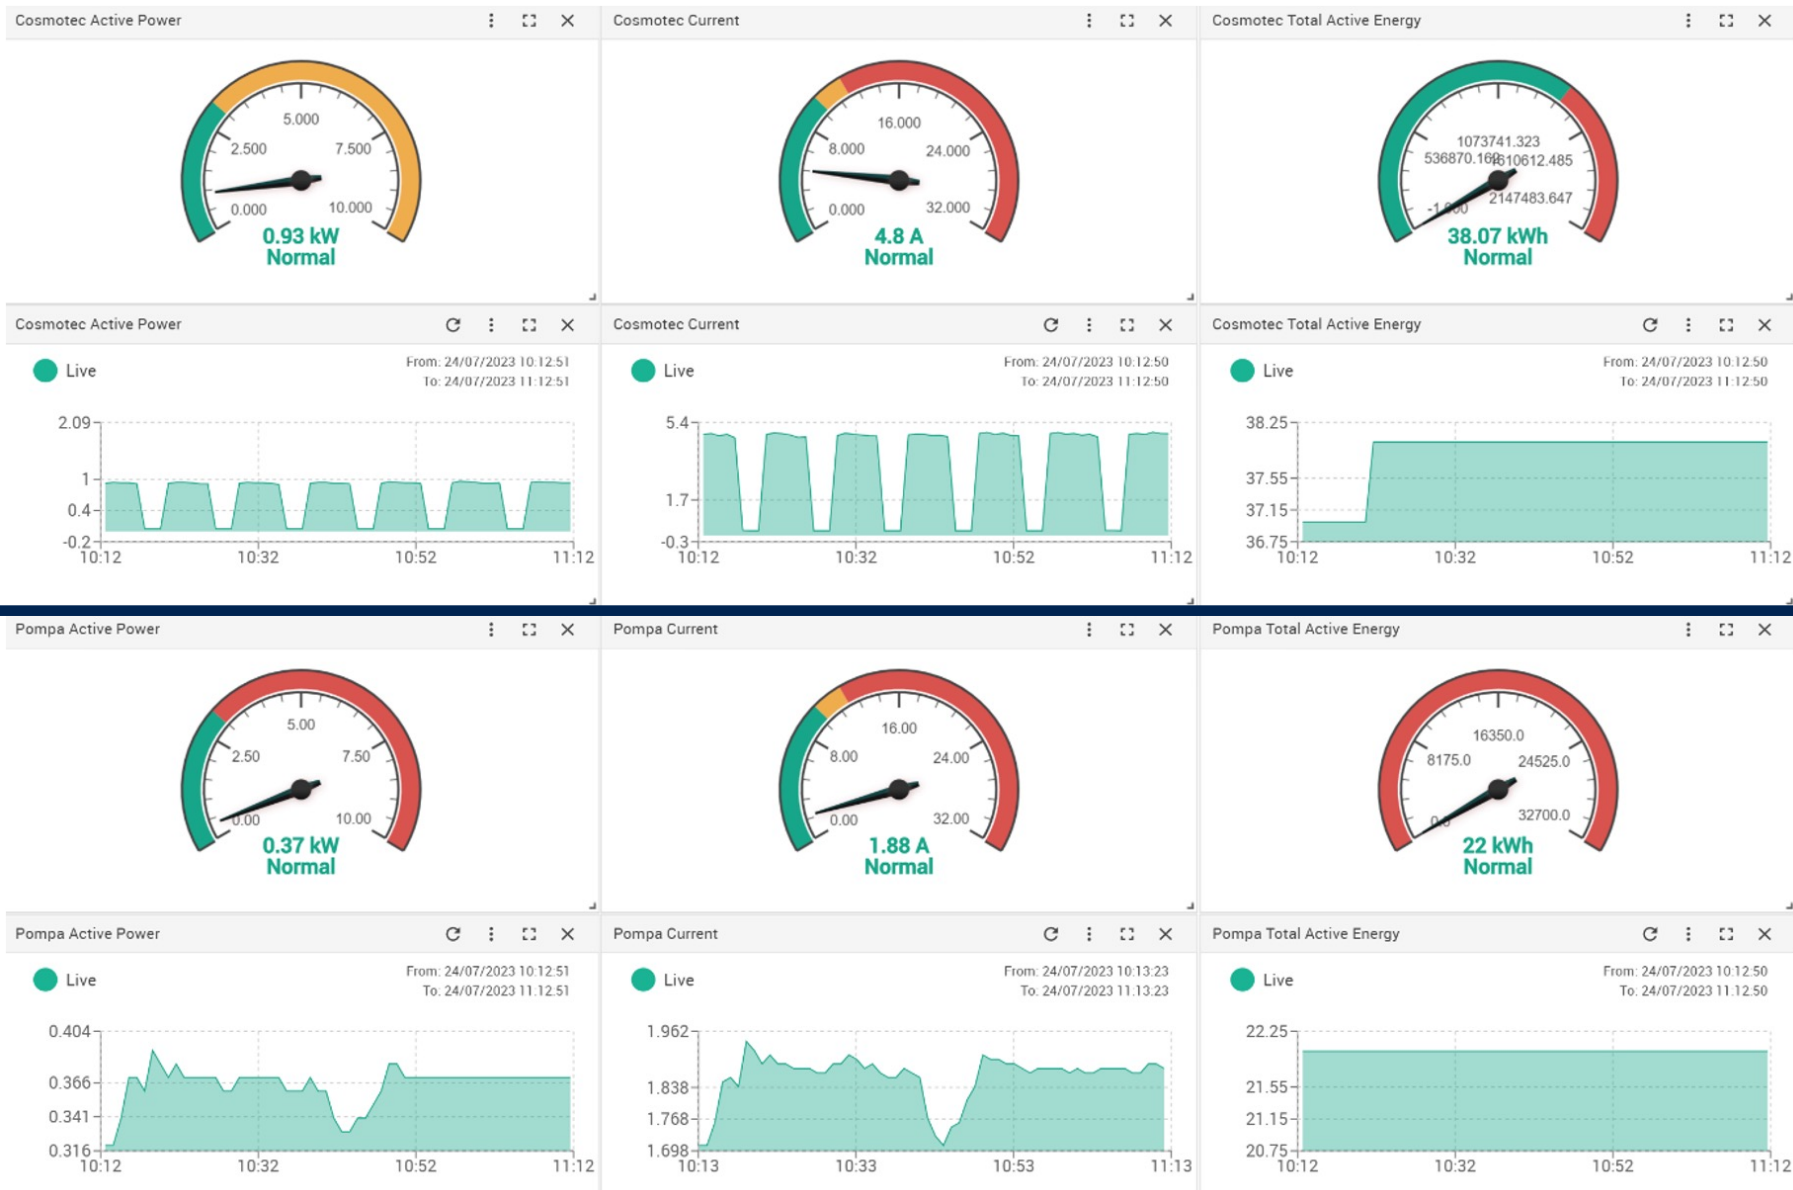 Cosmotec Active Power
Cosmotec Current
Cosmotec Total Active Energy
5.000
2.500
7.500
0.000
10.000
0.93 kW
Normal
16.000
8.000
24.000
0.000
32.000
4.8 A
Normal
1073741.323
1610612.485
2147483.647
38.07 kWh
Normal
Cosmotec Active Power
Live
From: 24/07/2023 10:12:51
To: 24/07/2023 11:12:51
2.09
1
0.4
-0.2
10:12 10:32 10:52 11:12
Cosmotec Current
Live
From: 24/07/2023 10:12:50
To: 24/07/2023 11:12:50
5.4
1.7
-0.3
10:12 10:32 10:52 11:12
Cosmotec Total Active Energy
Live
From: 24/07/2023 10:12:50
To: 24/07/2023 11:12:50
38.25
37.55
37.15
36.75
10:12 10:32 10:52 11:12
Pompa Active Power
Pompa Current
Pompa Total Active Energy
5.00
2.50
7.50
0.00
10.00
0.37 kW
Normal
16.00
8.00
24.00
0.00
32.00
1.88 A
Normal
16350.0
8175.0
24525.0
32700.0
22 kWh
Normal
Pompa Active Power
Live
From: 24/07/2023 10:12:51
To: 24/07/2023 11:12:51
0.404
0.366
0.341
0.316
10:12 10:32 10:52 11:12
Pompa Current
Live
From: 24/07/2023 10:13:23
To: 24/07/2023 11:13:23
1.962
1.838
1.768
1.698
10:13 10:33 10:53 11:13
Pompa Total Active Energy
Live
From: 24/07/2023 10:12:50
To: 24/07/2023 11:12:50
22.25
21.55
21.15
20.75
10:12 10:32 10:52 11:12